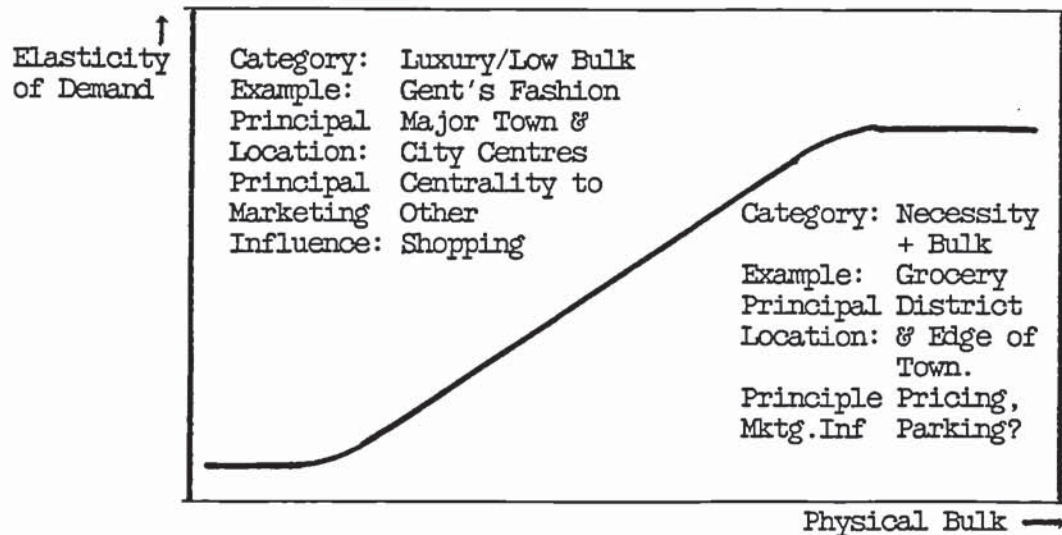 Elasticity
of Demand
Category: Luxury/Low Bulk
Example: Gent's Fashion
Principal Major Town &
Location: City Centres
Principal Centrality to
Marketing Other
Influence: Shopping
Category: Necessity
+ Bulk
Example: Grocery
Principal District
Location: & Edge of
Town.
Principle Pricing,
Mktg.Inf Parking?
Physical Bulk